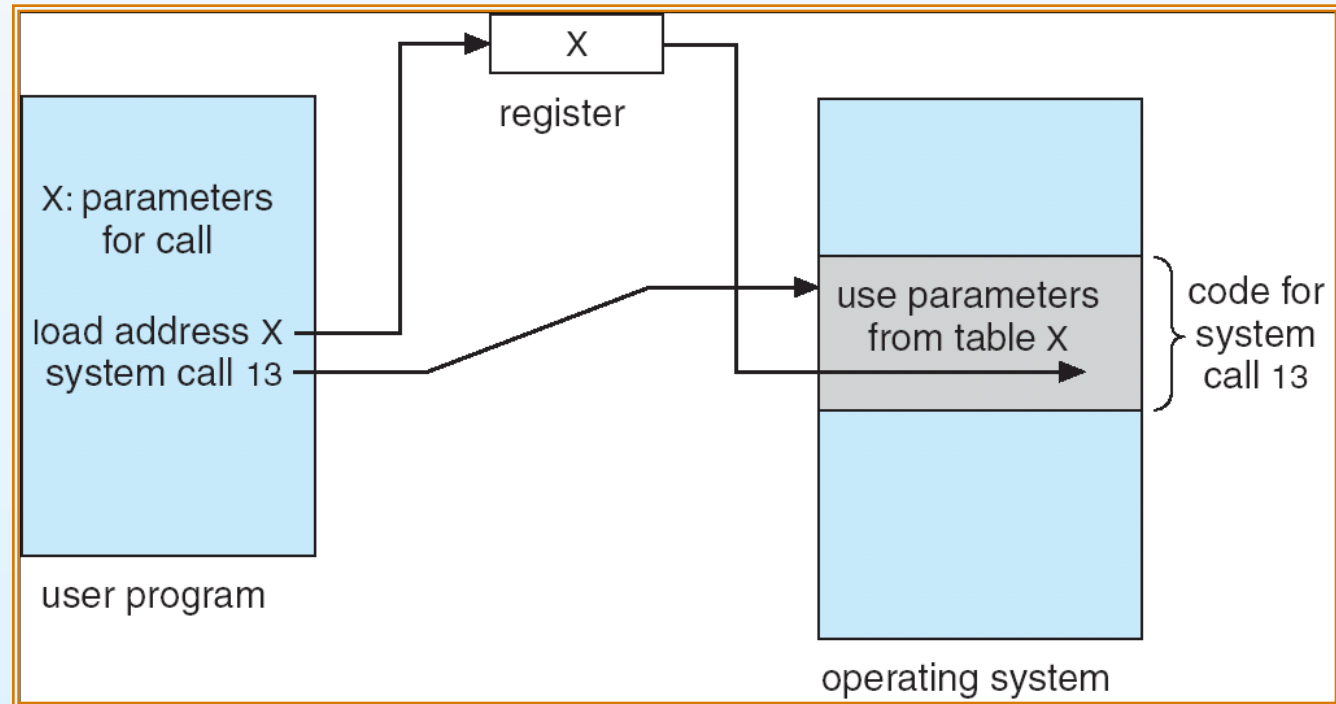 X
register
X: parameters
for call
load address X
system call 13
user program
use parameters
from table X
code for
system
call 13
operating system